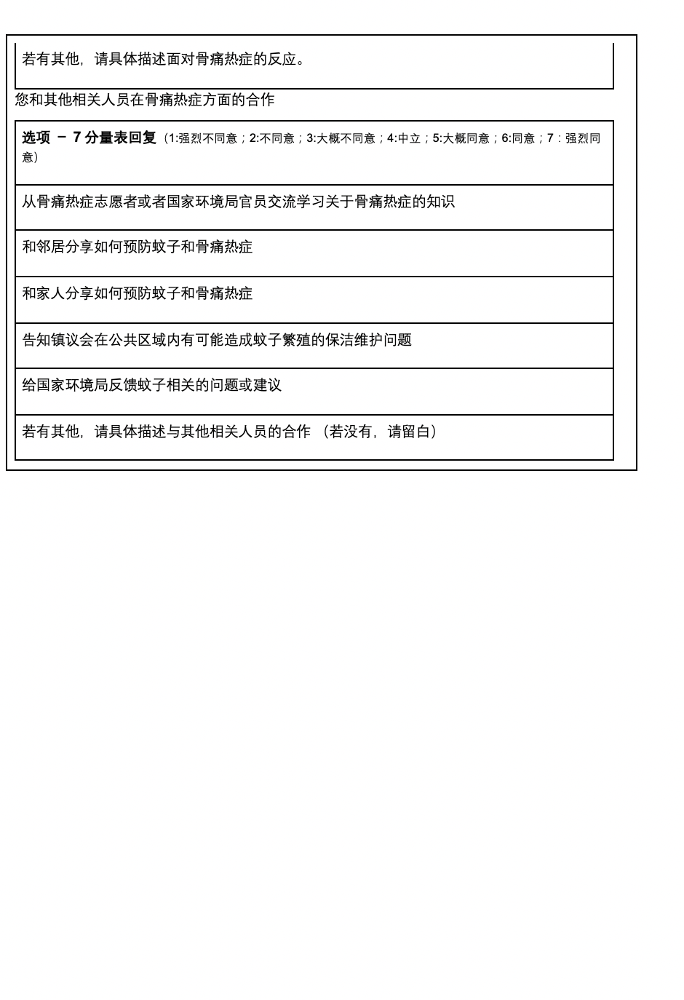 若有其他，请具体描述面对骨痛热症的反应。
您和其他相关人员在骨痛热症方面的合作
选项 – 7 分量表回复（1:强烈不同意；2:不同意；3:大概不同意；4:中立；5:大概同意；6:同意；7：强烈同
意）
从骨痛热症志愿者或者国家环境局官员交流学习关于骨痛热症的知识
和邻居分享如何预防蚊子和骨痛热症
和家人分享如何预防蚊子和骨痛热症
告知镇议会在公共区域内有可能造成蚊子繁殖的保洁维护问题
给国家环境局反馈蚊子相关的问题或建议
若有其他，请具体描述与其他相关人员的合作 （若没有，请留白）